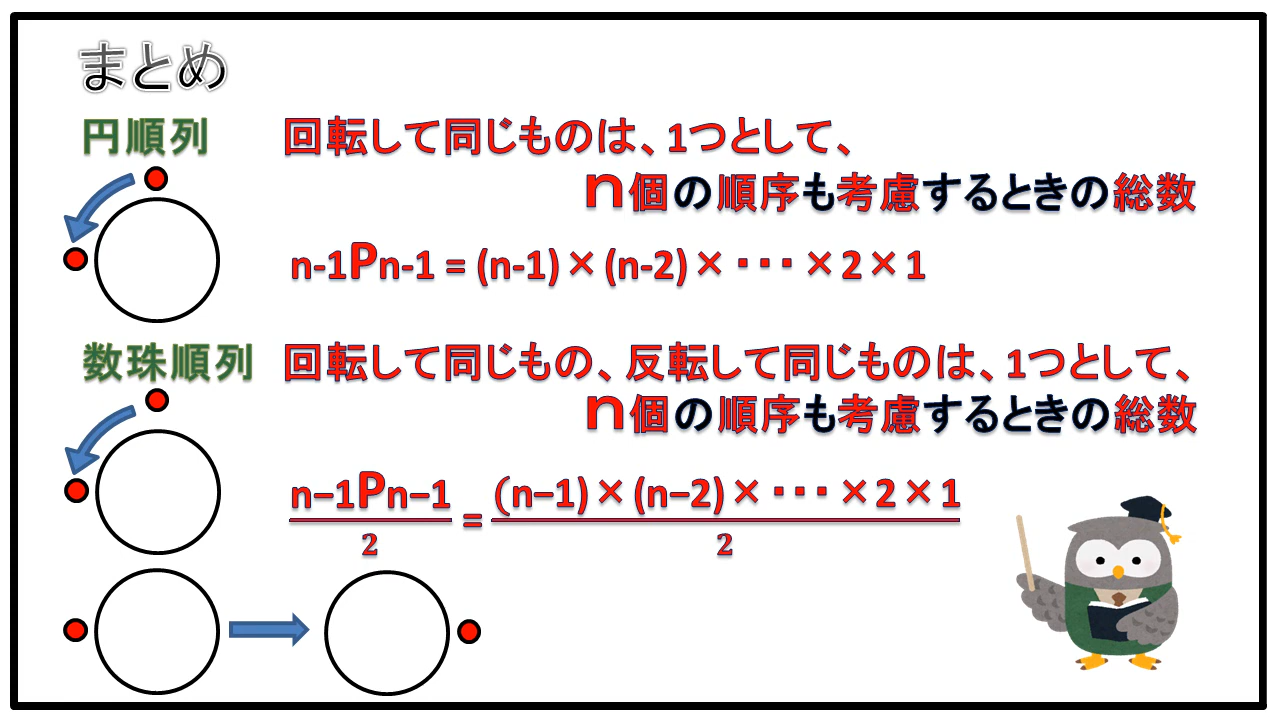 まとめ
円順列
回転して同じものは、1つとして、
n個の順序も考慮するときの総数
n-1Pn-1 = (n-1)×(n-2)× ・・・ ×2×1
数珠順列
回転して同じもの、反転して同じものは、1つとして、
n個の順序も考慮するときの総数
n−1Pn−1
2
=
(n−1)×(n−2)× ・・・ ×2×1
2